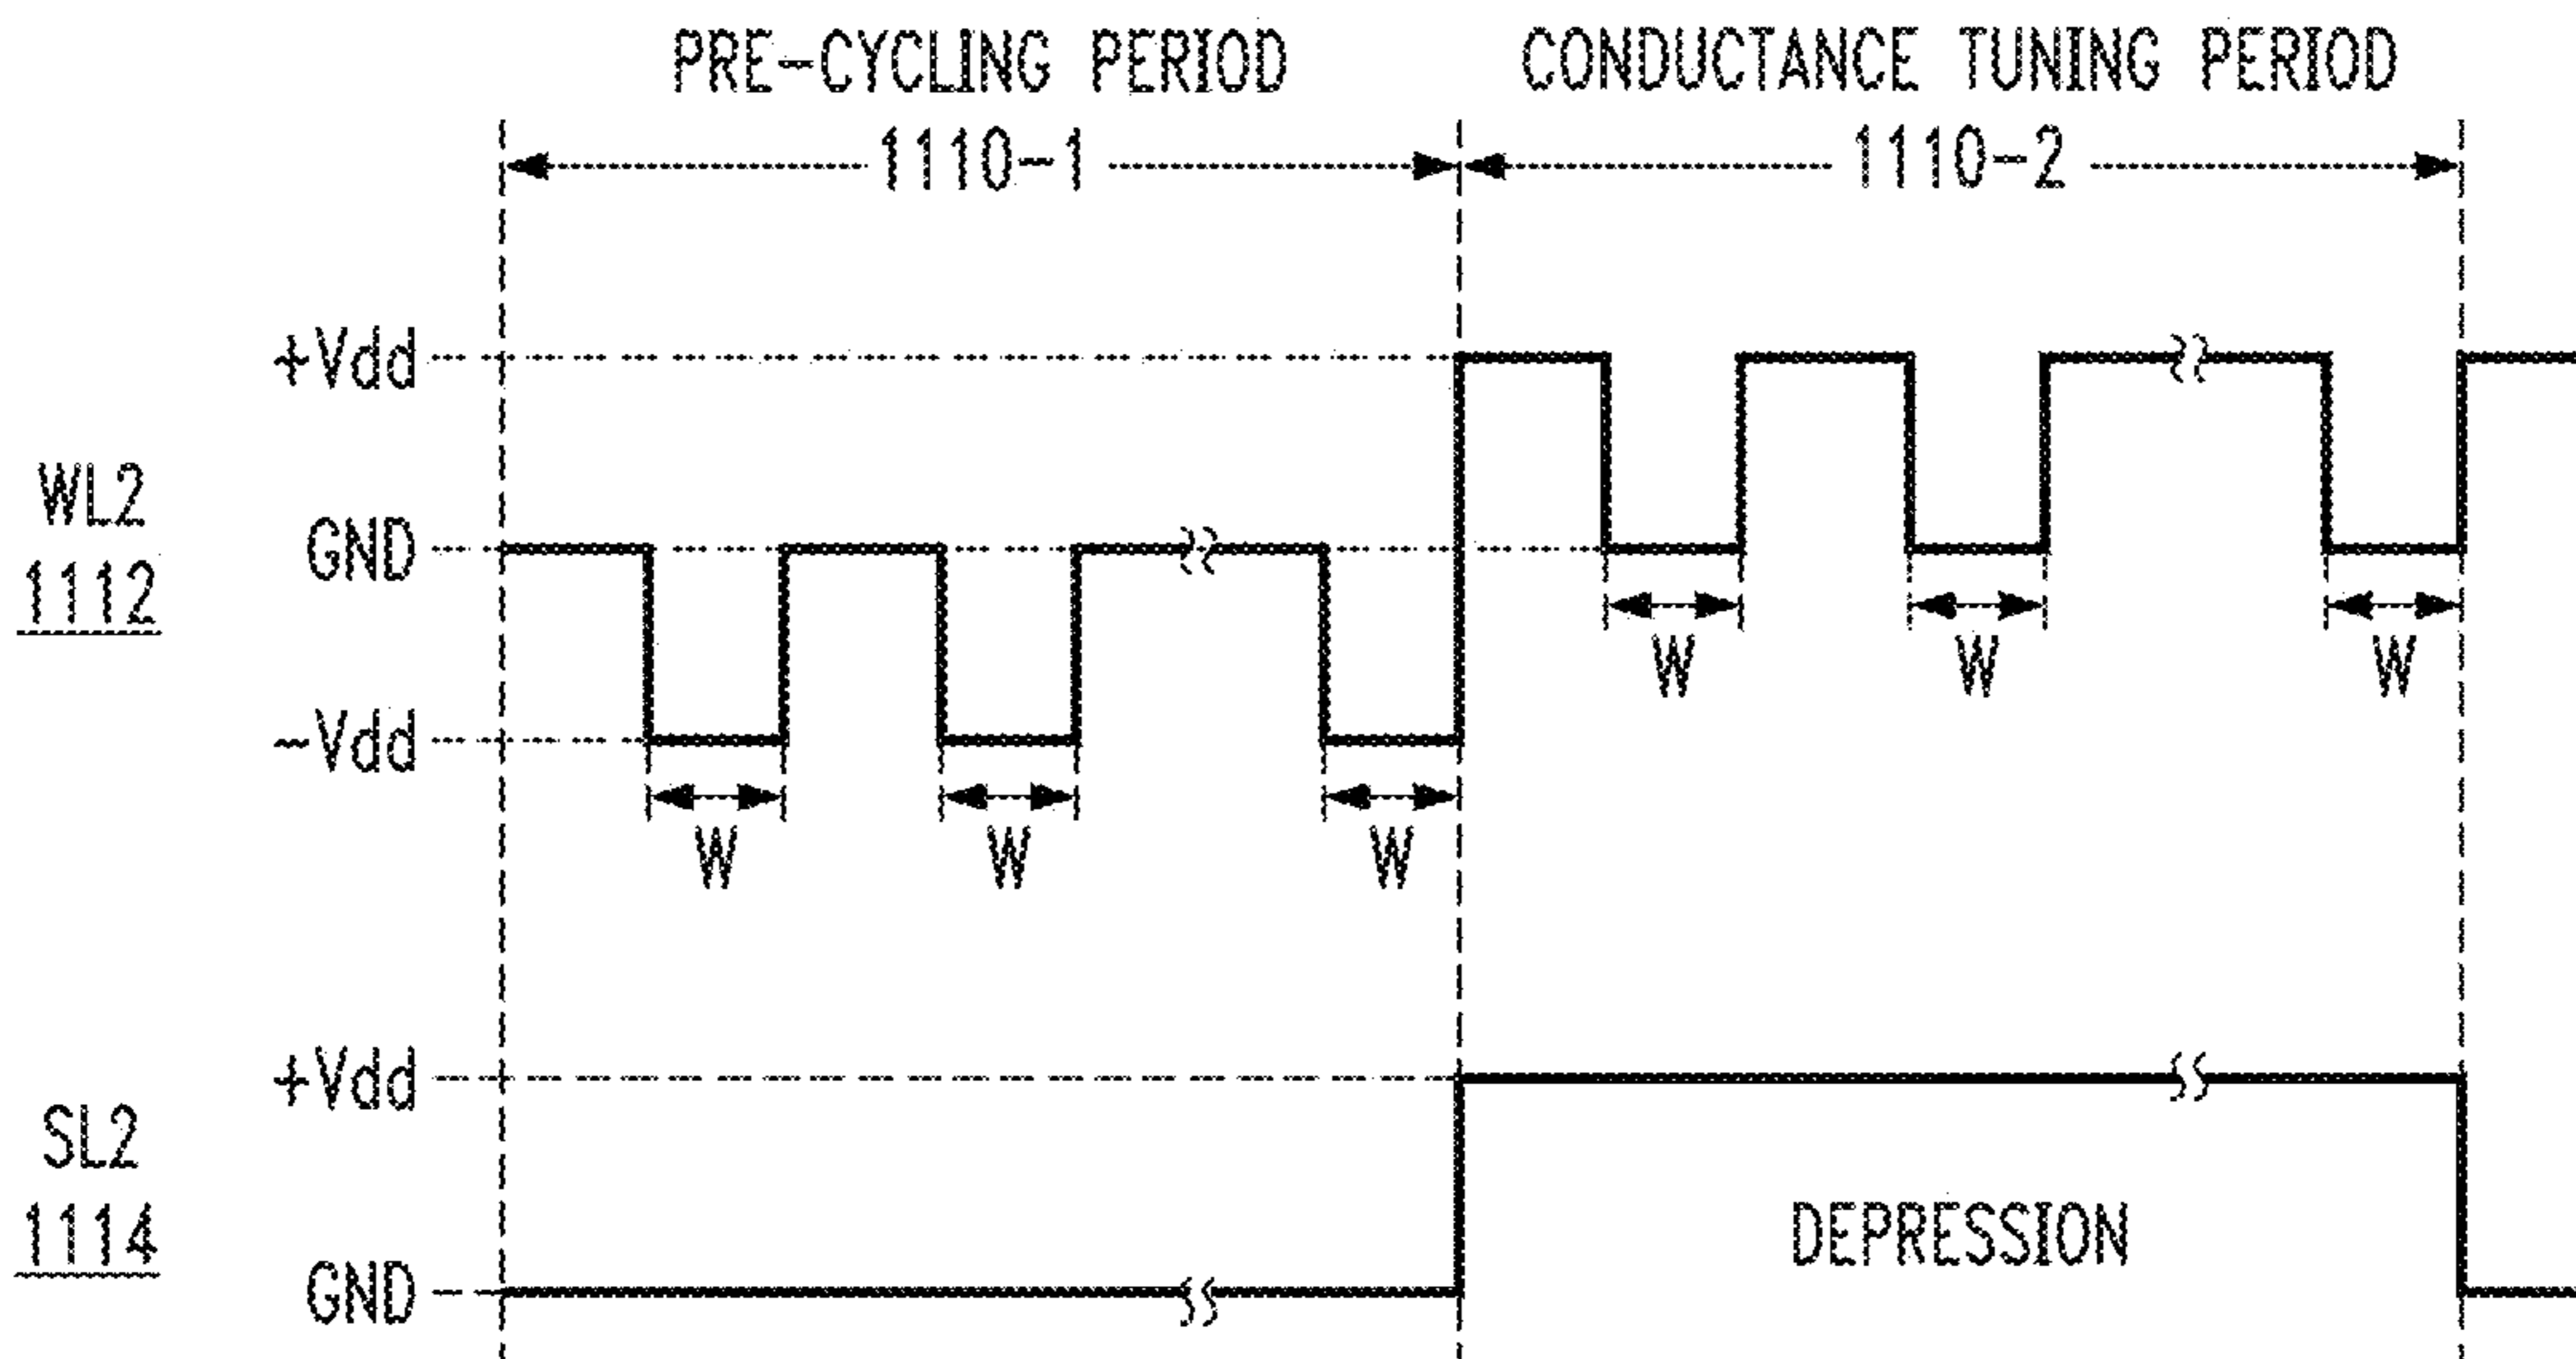 PRE-CYCLING PERIOD
CONDUCTANCE TUNING PERIOD
1110-1
1110-2
+Vdd
WL2
GND
1112
W
W
W
-Vdd
W
W
W
+Vdd
SL2
1114
DEPRESSION
GND